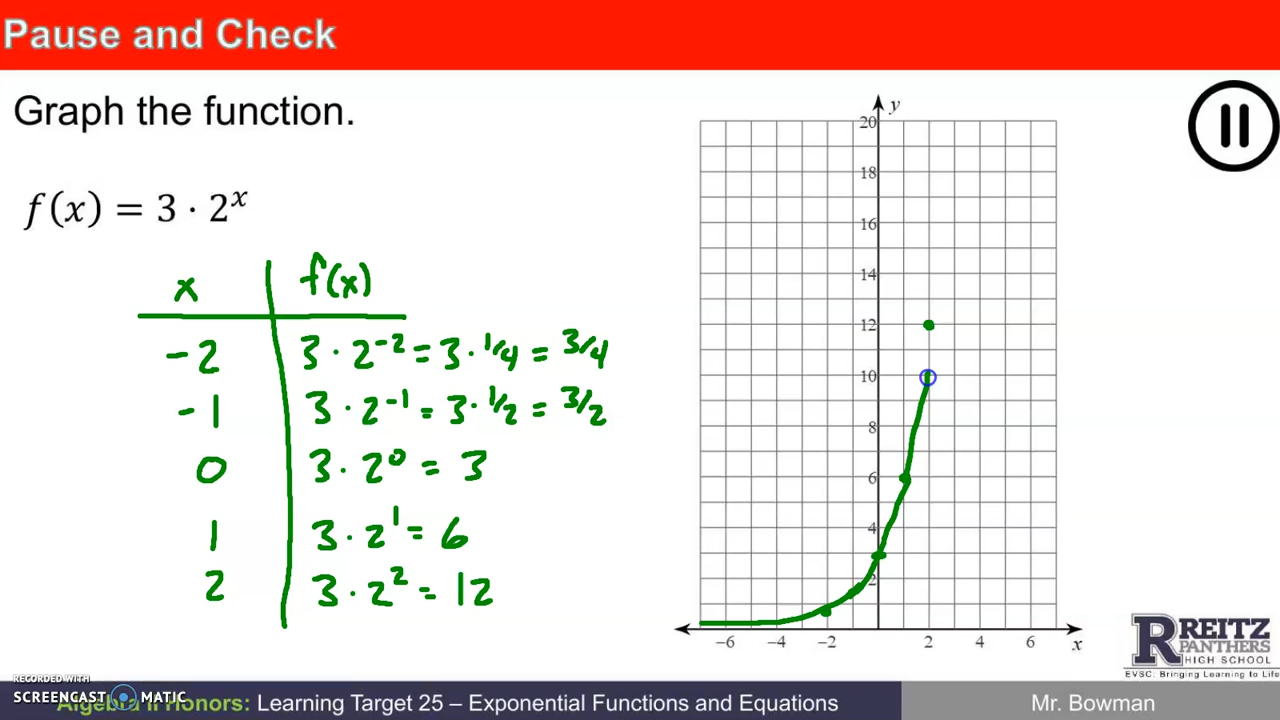 Pause and Check
Graph the function.
f(x) = 3 · 2^x
x f(x)
-2 3 · 2^-2 = 3 · 1/4 = 3/4
-1 3 · 2^-1 = 3 · 1/2 = 3/2
0 3 · 2^0 = 3
1 3 · 2^1 = 6
2 3 · 2^2 = 12
y
20
18
16
14
12
10
8
6
4
2
-6 -4 -2 2 4 6 x
R REITZ
PANTHERS
HIGH SCHOOL
EVSC: Bringing Learning to Life
RECORDED WITH
SCREENCAST MATIC
Algebra II Honors: Learning Target 25 – Exponential Functions and Equations
Mr. Bowman